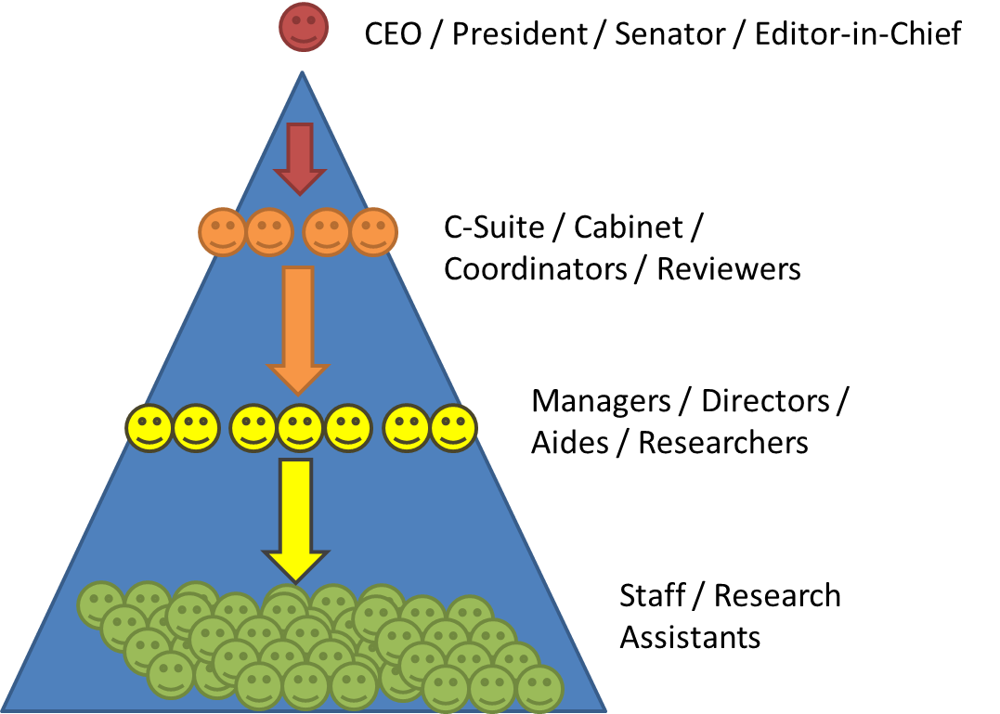 CEO / President / Senator / Editor-in-Chief
C-Suite / Cabinet /
Coordinators / Reviewers
Managers / Directors /
Aides / Researchers
Staff / Research
Assistants